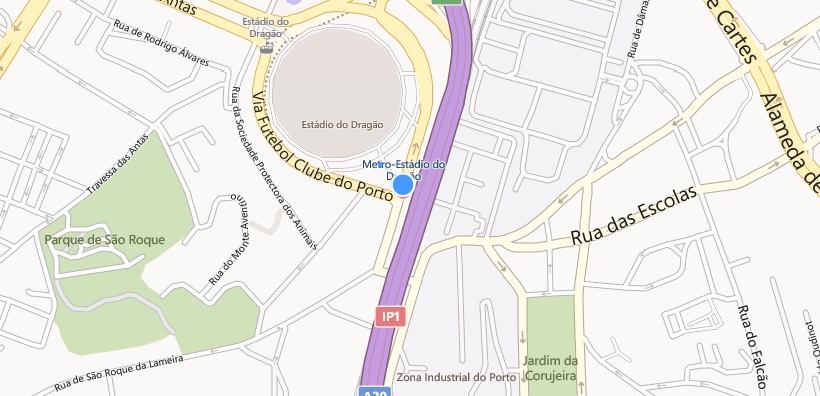 Antas
Estádio do
Dragão
Rua de Rodrigo Álvares
Rua de Dâma
e Cartes
Via Futebol Clube do Porto
Estádio do Dragão
Rua da Sociedade Protectora dos Animais
Alameda de
Travessa das Antas
Metro-Estádio do
Rua das Escolas
Parque de São Roque
Rua do Monte Aventino
IP1
Rua do Falcão
Oudinot
Jardim da
Corujeira
Rua de São Roque da Lameira
Zona Industrial do Porto
A20